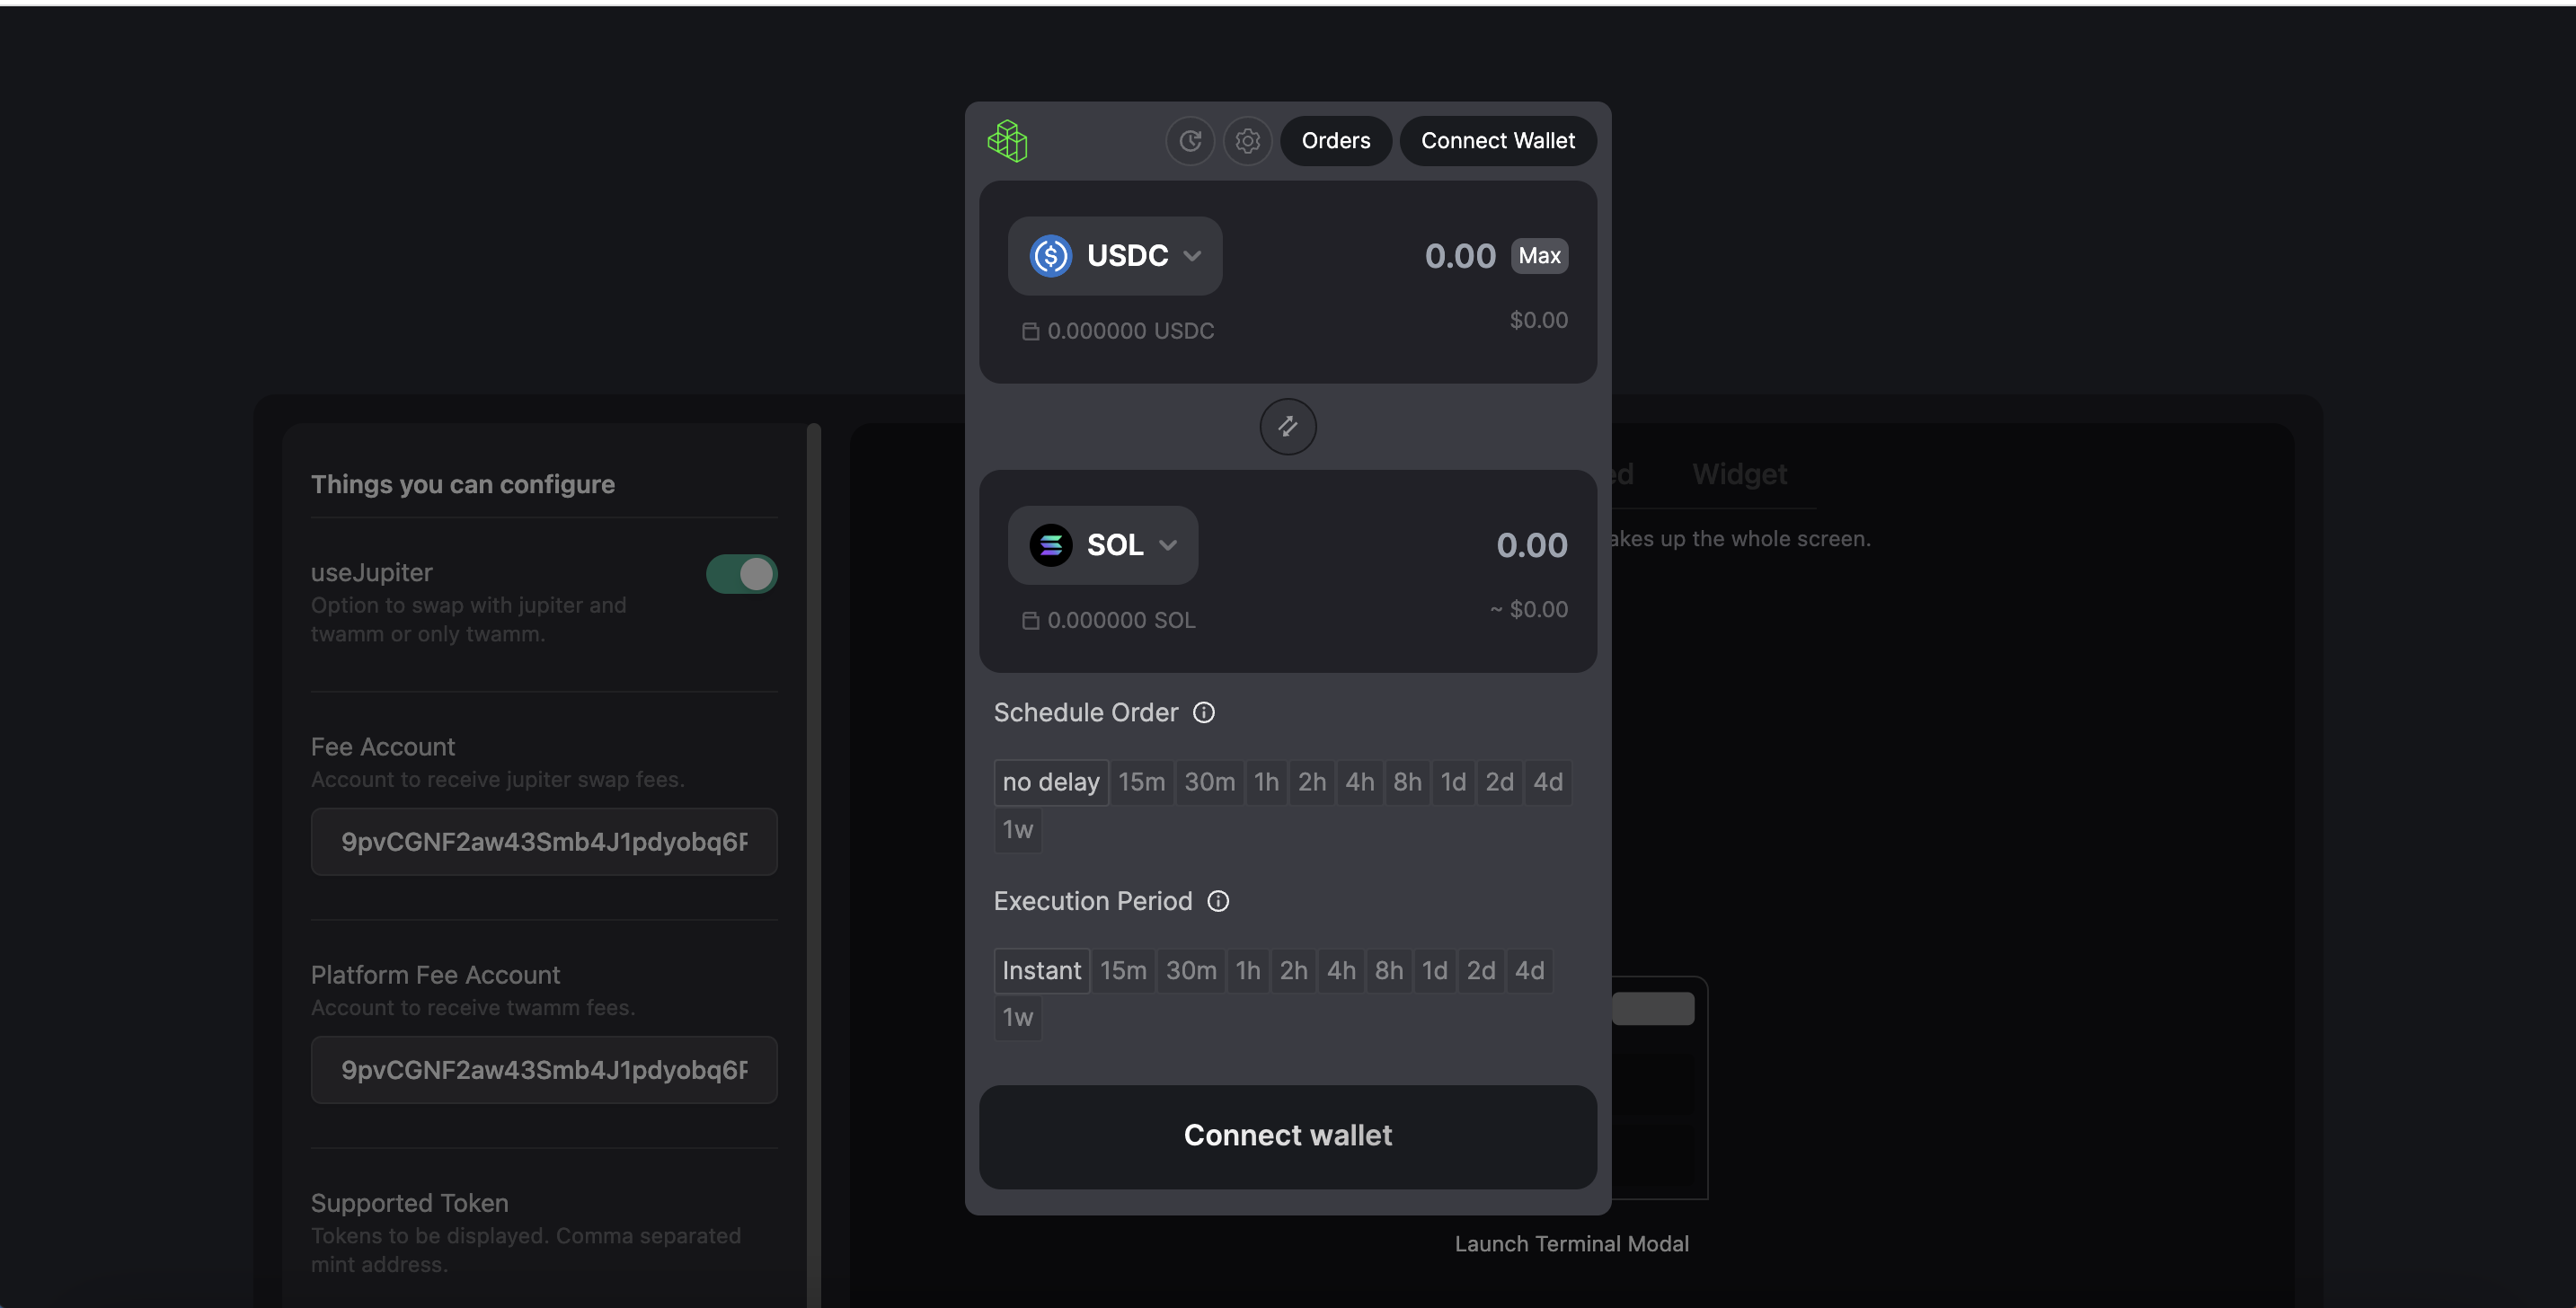 Orders
Connect Wallet
USDC
0.00
Max
0.000000 USDC
$0.00
SOL
0.00
0.000000 SOL
~ $0.00
Schedule Order
no delay 15m 30m 1h 2h 4h 8h 1d 2d 4d
1w
Execution Period
Instant 15m 30m 1h 2h 4h 8h 1d 2d 4d
1w
Connect wallet
Things you can configure
useJupiter
Option to swap with jupiter and
twamm or only twamm.
Fee Account
Account to receive jupiter swap fees.
9pvCGNF2aw43Smb4J1pdyobq6
Platform Fee Account
Account to receive twamm fees.
9pvCGNF2aw43Smb4J1pdyobq6
Supported Token
Tokens to be displayed. Comma separated
mint address.
Widget
up the whole screen.
Launch Terminal Modal